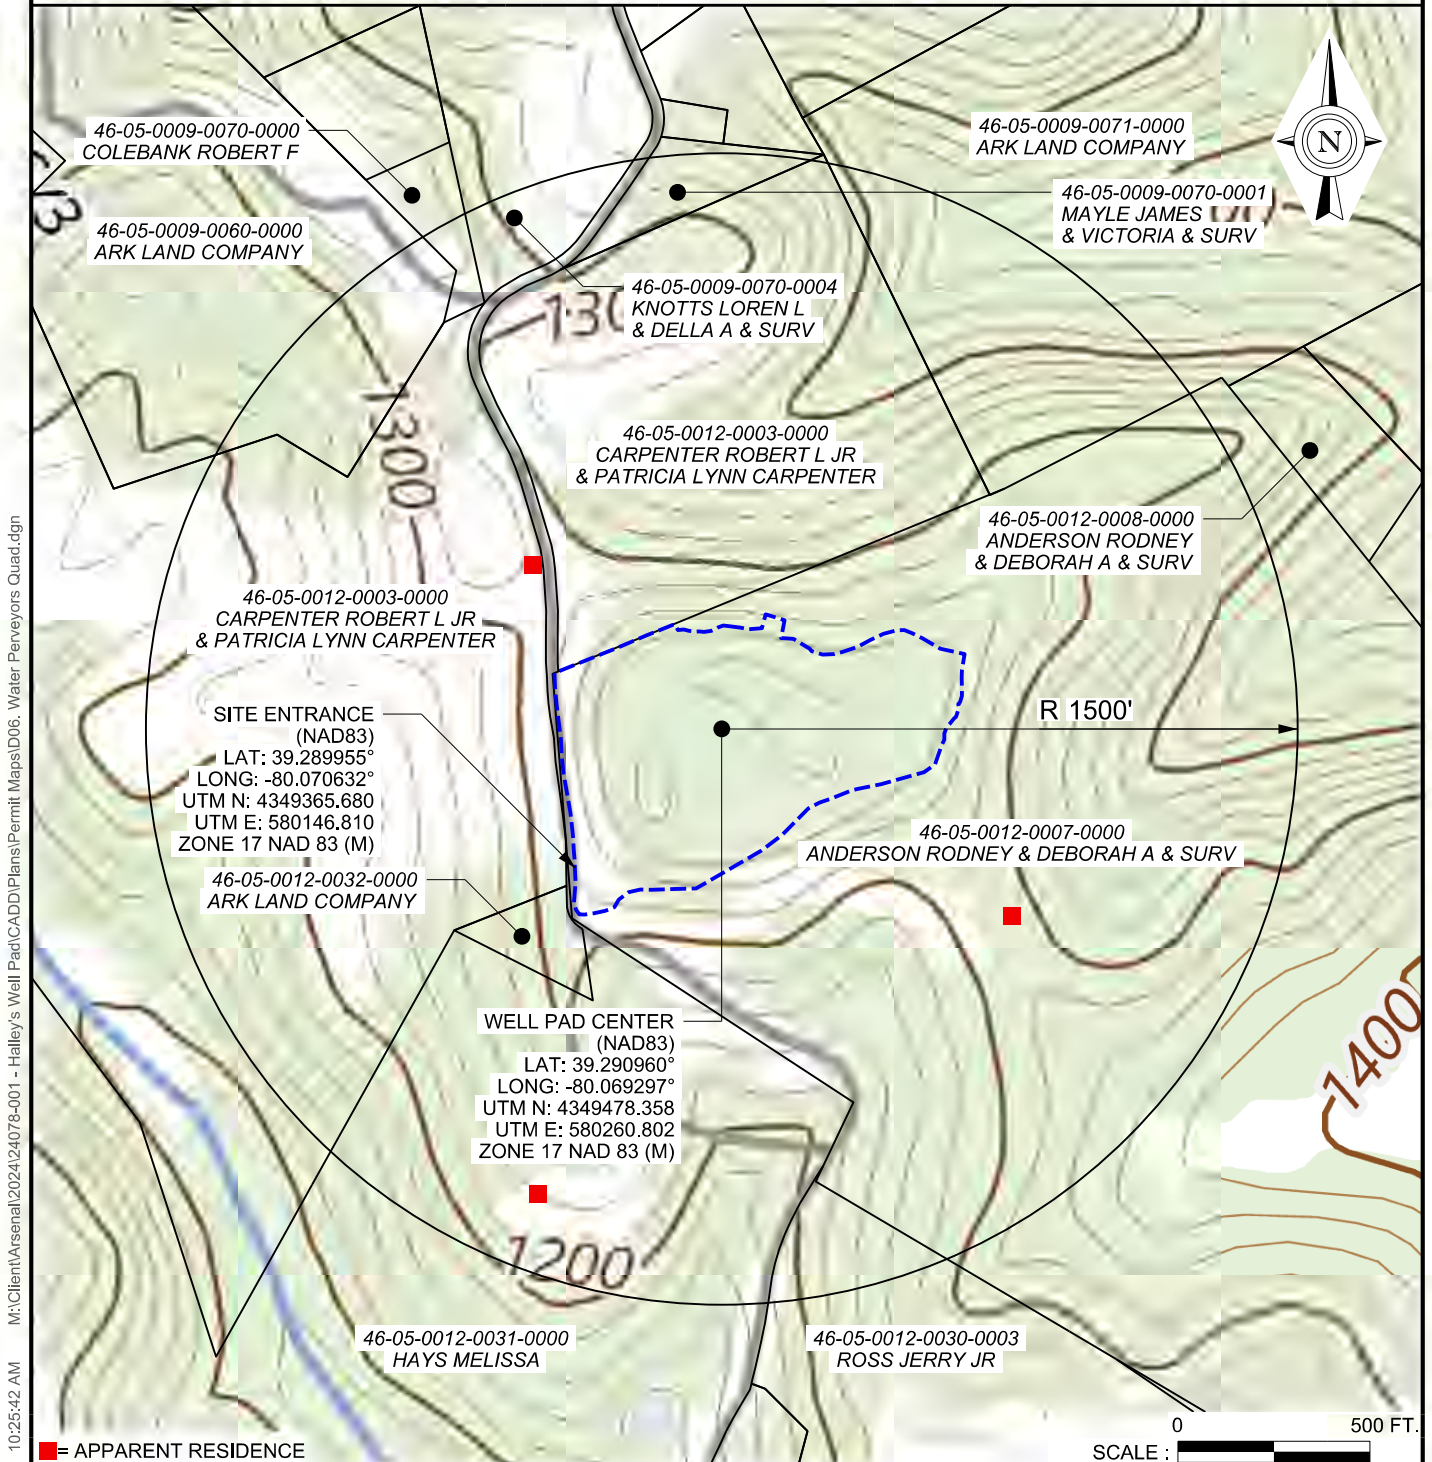 46-05-0009-0070-0000
COLEBANK ROBERT F
46-05-0009-0060-0000
ARK LAND COMPANY
46-05-0009-0071-0000
ARK LAND COMPANY
N
46-05-0009-0070-0001
MAYLE JAMES
& VICTORIA & SURV
46-05-0009-0070-0004
KNOTTS LOREN L
& DELLA A & SURV
1300
46-05-0012-0003-0000
CARPENTER ROBERT L JR
& PATRICIA LYNN CARPENTER
46-05-0012-0008-0000
ANDERSON RODNEY
& DEBORAH A & SURV
46-05-0012-0003-0000
CARPENTER ROBERT L JR
& PATRICIA LYNN CARPENTER
SITE ENTRANCE
(NAD83)
LAT: 39.289955°
LONG: -80.070632°
UTM N: 4349365.680
UTM E: 580146.810
ZONE 17 NAD 83 (M)
R 1500'
46-05-0012-0007-0000
ANDERSON RODNEY & DEBORAH A & SURV
46-05-0012-0032-0000
ARK LAND COMPANY
WELL PAD CENTER
(NAD83)
LAT: 39.290960°
LONG: -80.069297°
UTM N: 4349478.358
UTM E: 580260.802
ZONE 17 NAD 83 (M)
1400
1200
46-05-0012-0031-0000
HAYS MELISSA
46-05-0012-0030-0003
ROSS JERRY JR
= APPARENT RESIDENCE
0 500 FT.
SCALE :
10:25:42 AM M:\Client\Arsenal\2024\24078-001 - Halley's Well Pad\CADD\Plans\Permit Maps\D06. Water Perveyors Quad.dgn